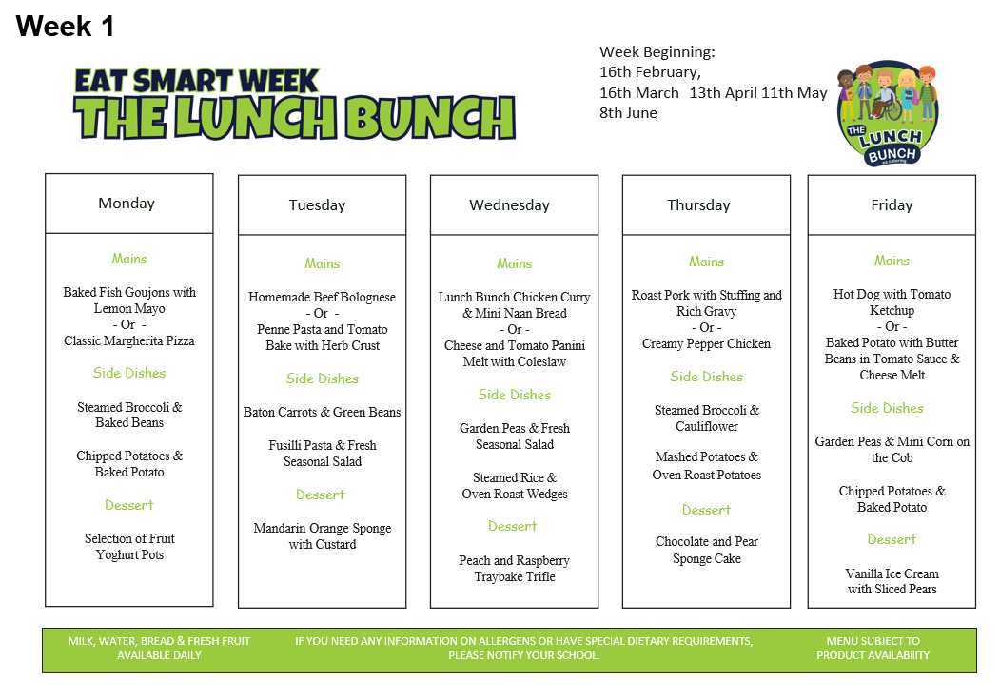 Week 1
EAT SMART WEEK
THE LUNCH BUNCH
Week Beginning:
16th February,
16th March 13th April 11th May
8th June
THE
LUNCH
BUNCH
Monday
Mains
Baked Fish Goujons with
Lemon Mayo
- Or -
Classic Margherita Pizza
Side Dishes
Steamed Broccoli &
Baked Beans
Chipped Potatoes &
Baked Potato
Dessert
Selection of Fruit
Yoghurt Pots
Tuesday
Mains
Homemade Beef Bolognese
- Or -
Penne Pasta and Tomato
Bake with Herb Crust
Side Dishes
Baton Carrots & Green Beans
Fusilli Pasta & Fresh
Seasonal Salad
Dessert
Mandarin Orange Sponge
with Custard
Wednesday
Mains
Lunch Bunch Chicken Curry
& Mini Naan Bread
- Or -
Cheese and Tomato Panini
Melt with Coleslaw
Side Dishes
Garden Peas & Fresh
Seasonal Salad
Steamed Rice &
Oven Roast Wedges
Dessert
Peach and Raspberry
Traybake Trifle
Thursday
Mains
Roast Pork with Stuffing and
Rich Gravy
- Or -
Creamy Pepper Chicken
Side Dishes
Steamed Broccoli &
Cauliflower
Mashed Potatoes &
Oven Roast Potatoes
Dessert
Chocolate and Pear
Sponge Cake
Friday
Mains
Hot Dog with Tomato
Ketchup
- Or -
Baked Potato with Butter
Beans in Tomato Sauce &
Cheese Melt
Side Dishes
Garden Peas & Mini Corn on
the Cob
Chipped Potatoes &
Baked Potato
Dessert
Vanilla Ice Cream
with Sliced Pears
MILK, WATER, BREAD & FRESH FRUIT
AVAILABLE DAILY
IF YOU NEED ANY INFORMATION ON ALLERGENS OR HAVE SPECIAL DIETARY REQUIREMENTS,
PLEASE NOTIFY YOUR SCHOOL.
MENU SUBJECT TO
PRODUCT AVAILABilITY